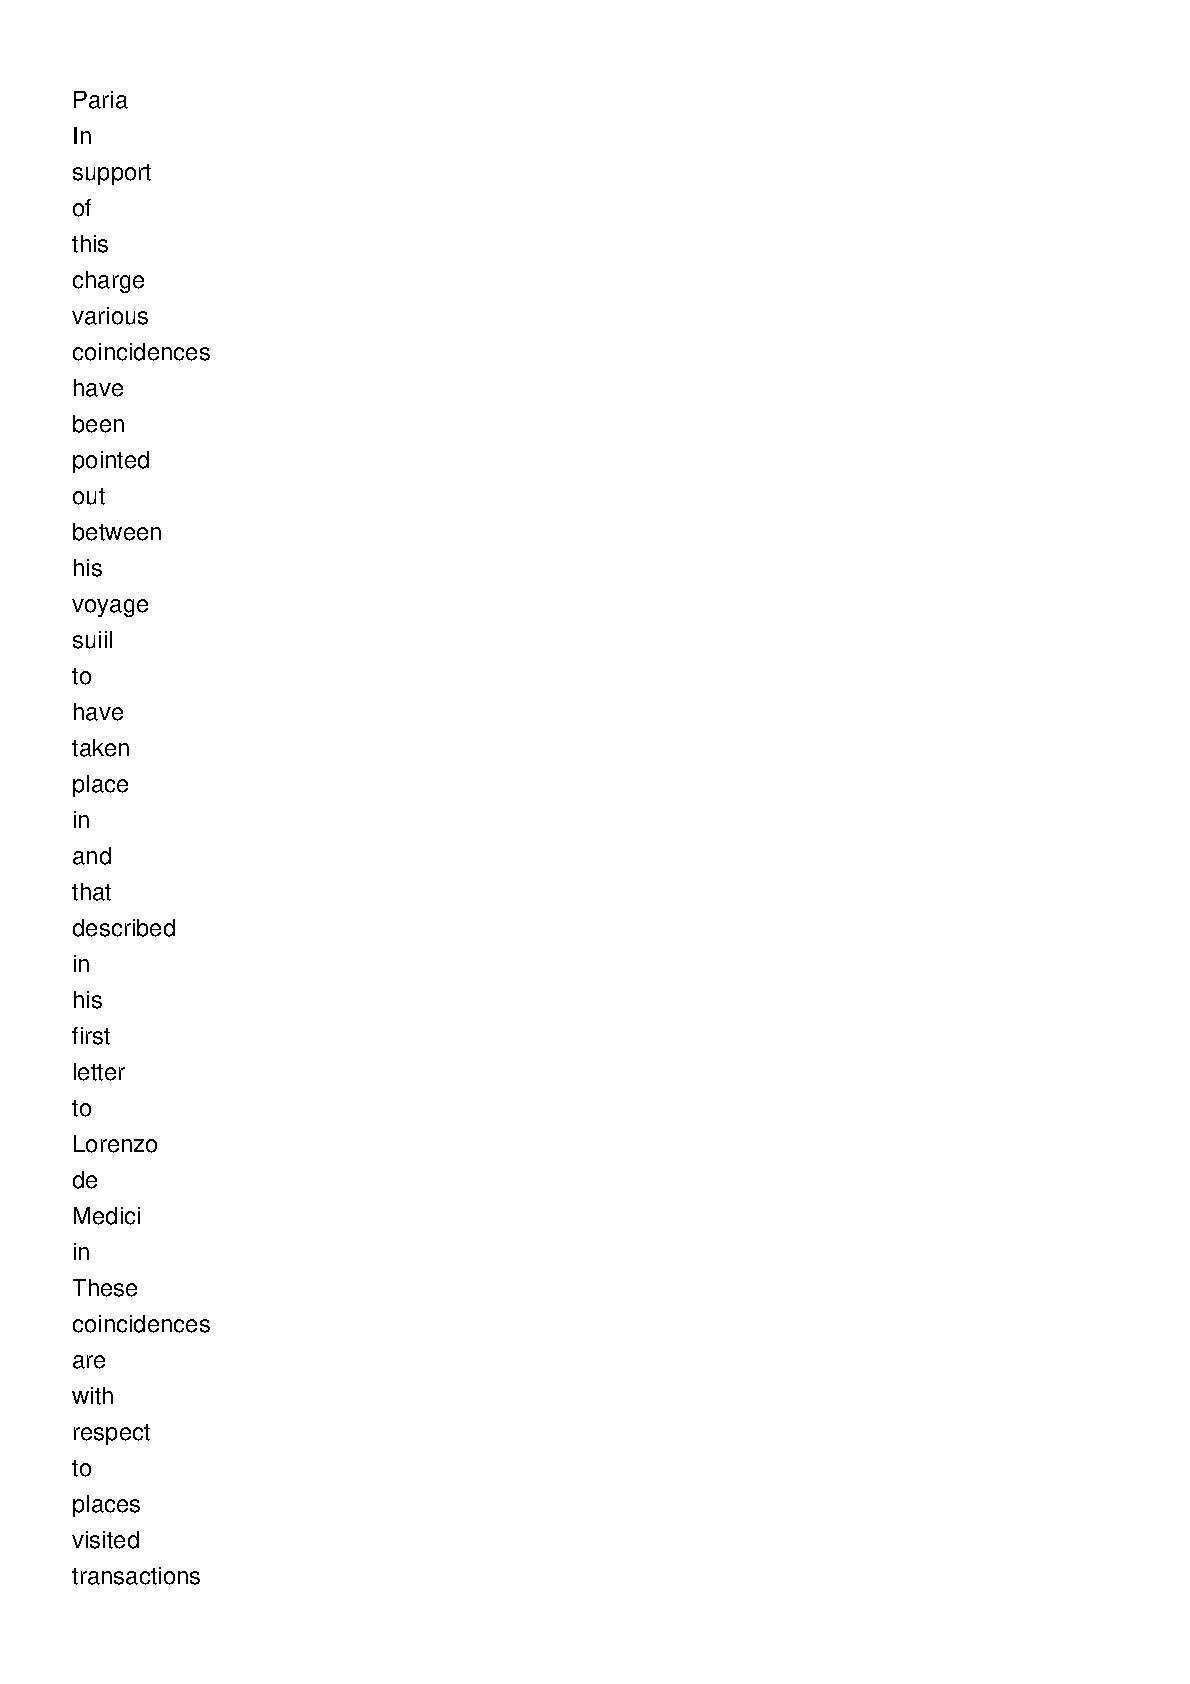 Paria
In
support
of
this
charge
various
coincidences
have
been
pointed
out
between
his
voyage
suiil
to
have
taken
place
in
and
that
described
in
his
first
letter
to
Lorenzo
de
Medici
in
These
coincidences
are
with
respect
to
places
visited
transactions